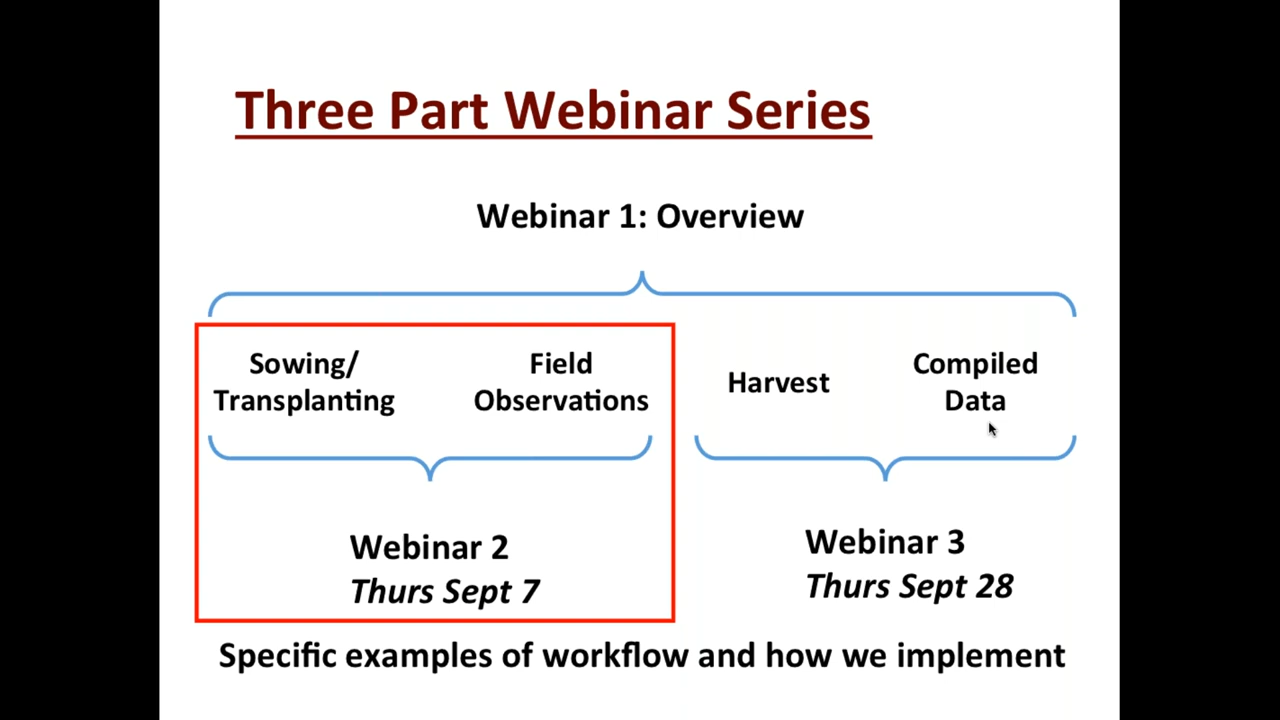 Three Part Webinar Series
Webinar 1: Overview
Sowing/
Transplanting
Field
Observations
Harvest
Compiled
Data
Webinar 2
Thurs Sept 7
Webinar 3
Thurs Sept 28
Specific examples of workflow and how we implement